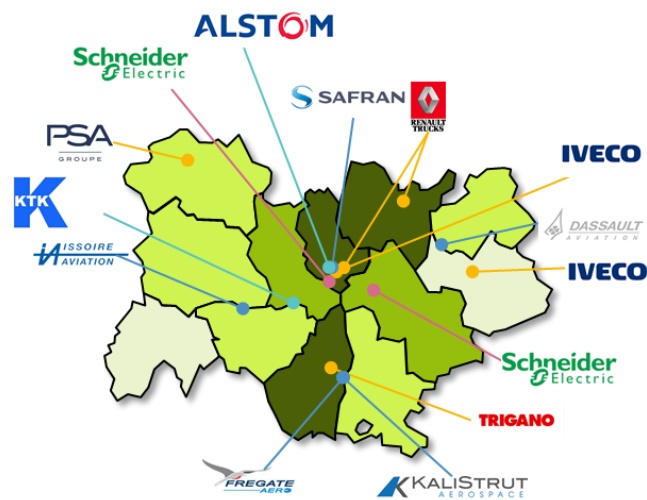 ALSTOM
Schneider
Electric
SAFRAN
RENAULT
TRUCKS
PSA
GROUPE
IVECO
KTK
DASSAULT
AVIATION
ISSOIRE
AVIATION
IVECO
Schneider
Electric
TRIGANO
FREGATE
AERO
KALISTRUT
AEROSPACE